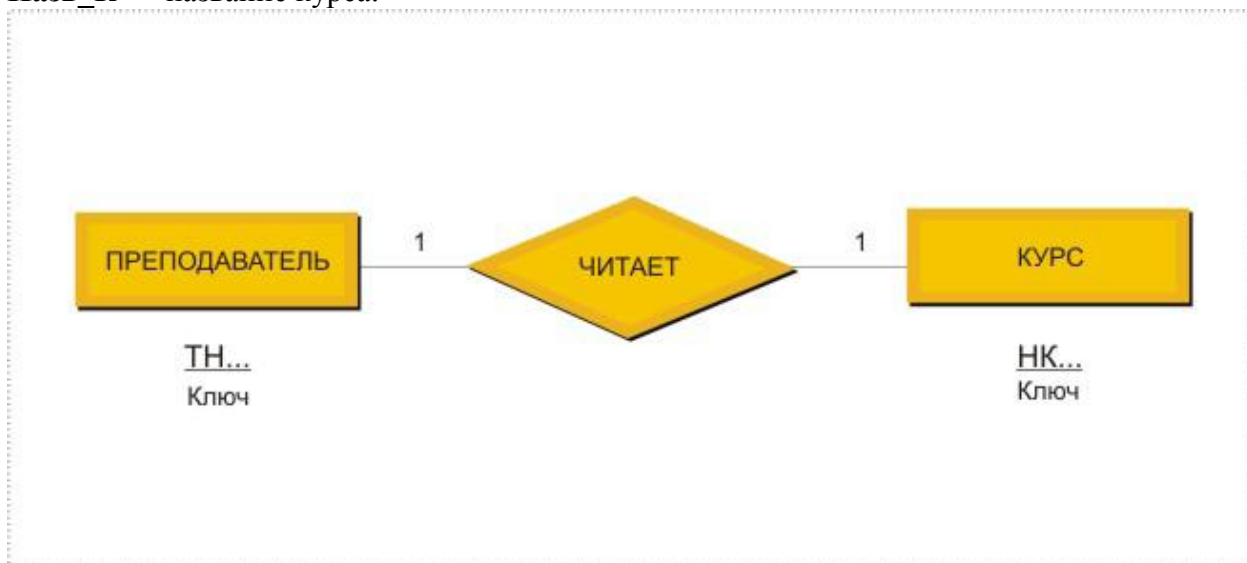 название курса.
ПРЕПОДАВАТЕЛЬ
1
ЧИТАЕТ
1
КУРС
ТН...
Ключ
НК...
Ключ